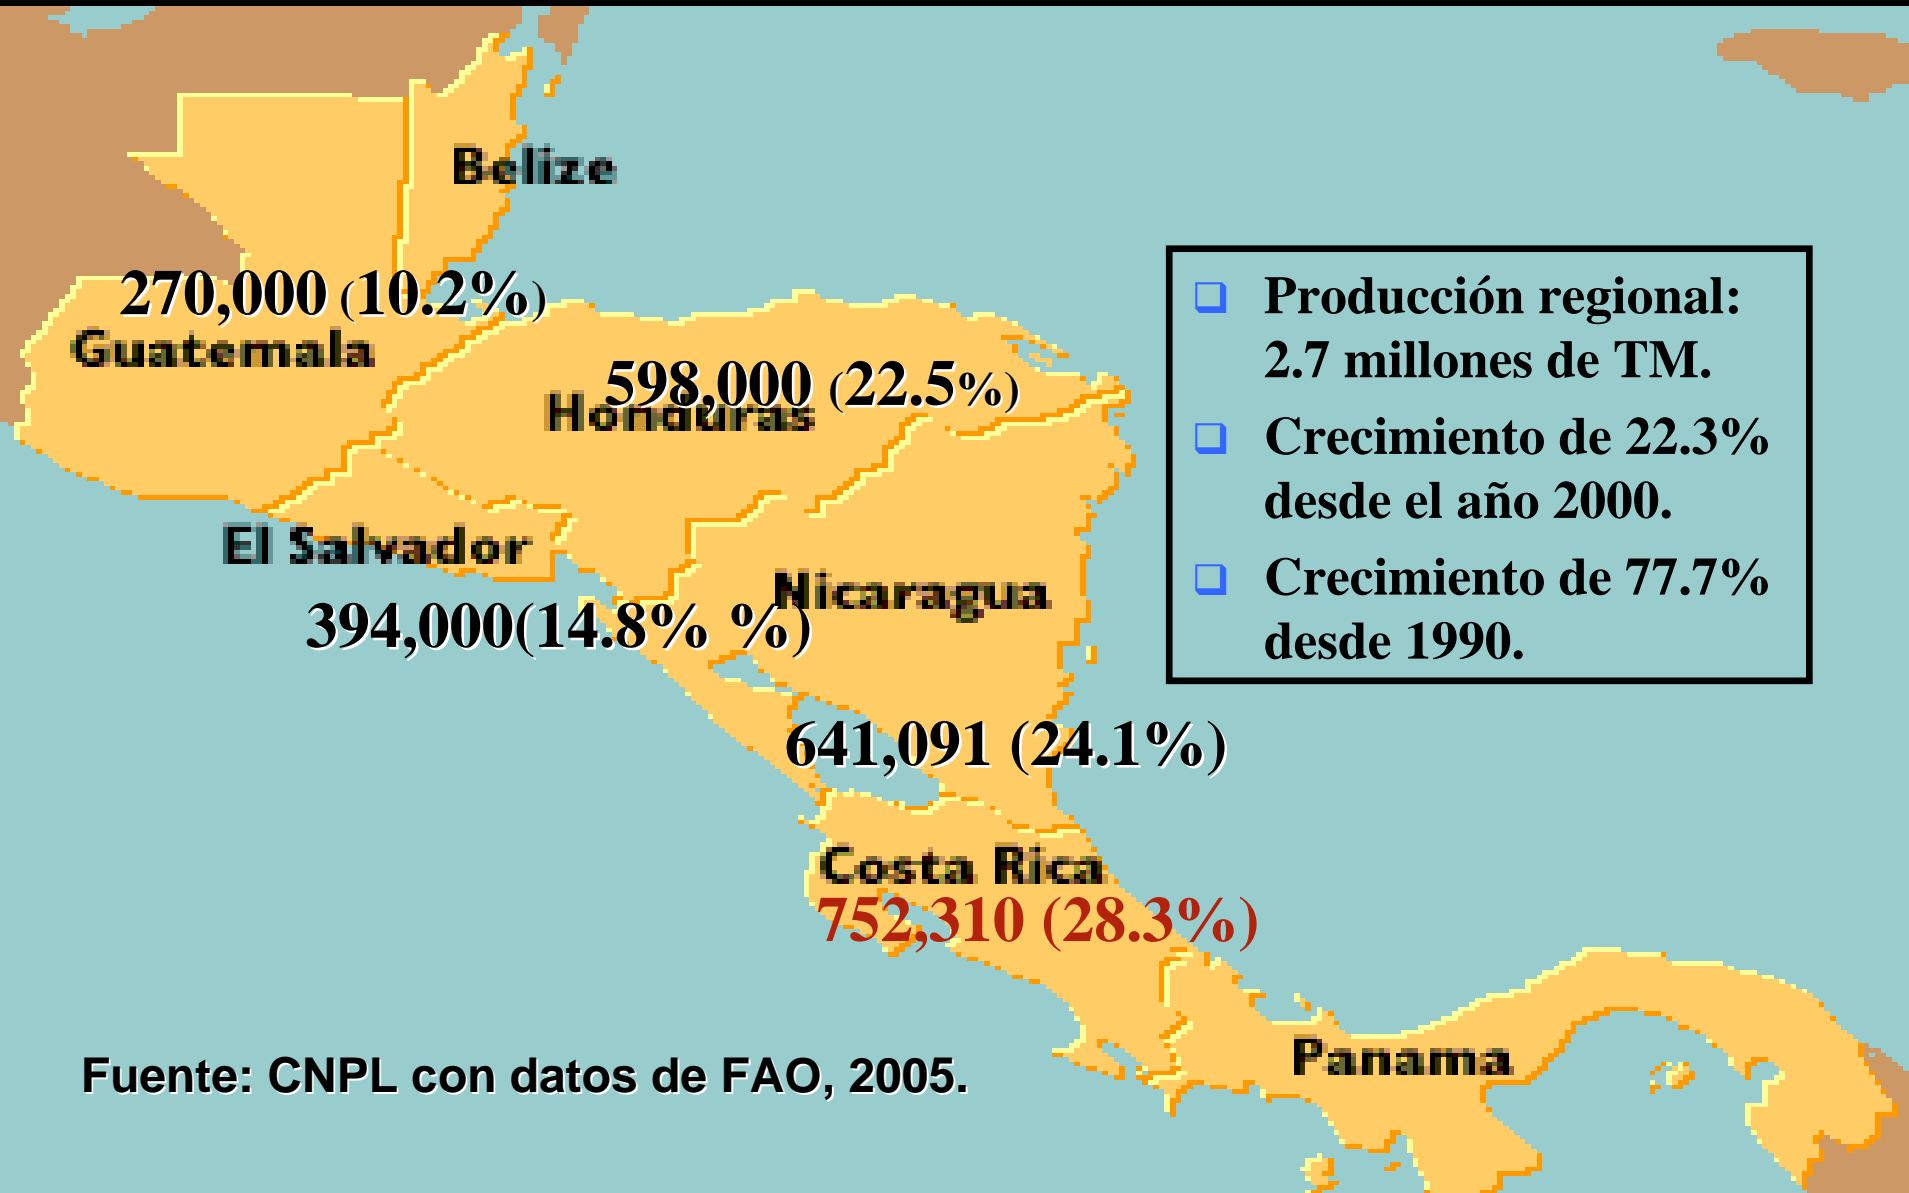 Belize
270,000 (10.2%)
Guatemala
598,000 (22.5%)
Honduras
El Salvador
394,000(14.8% %)
Nicaragua
641,091 (24.1%)
Costa Rica
752,310 (28.3%)
Panama
❑ Producción regional:
2.7 millones de TM.
❑ Crecimiento de 22.3%
desde el año 2000.
❑ Crecimiento de 77.7%
desde 1990.
Fuente: CNPL con datos de FAO, 2005.